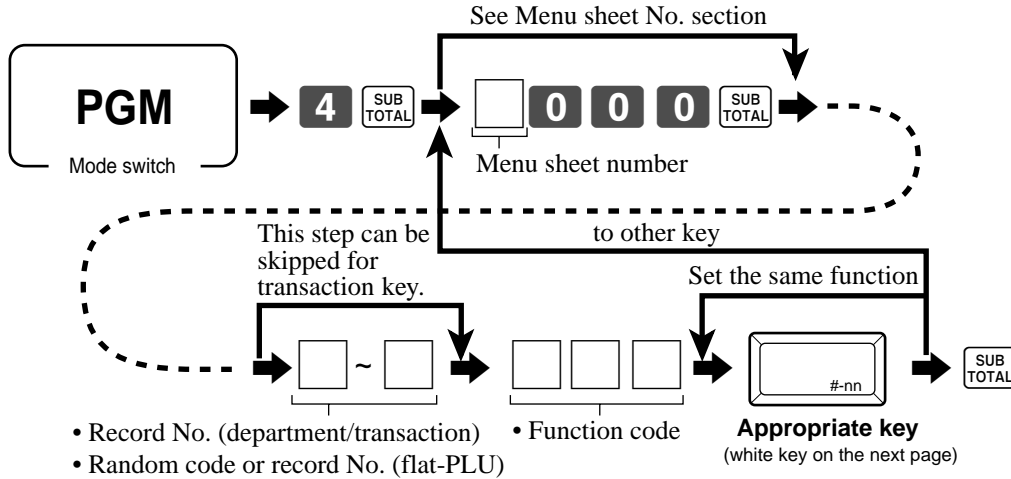 See Menu sheet No. section
PGM
Mode switch
4
SUB
TOTAL
0 0 0
SUB
TOTAL
Menu sheet number
This step can be
skipped for
transaction key.
to other key
Set the same function
~
#-nn
SUB
TOTAL
• Record No. (department/transaction)
• Random code or record No. (flat-PLU)
• Function code
Appropriate key
(white key on the next page)